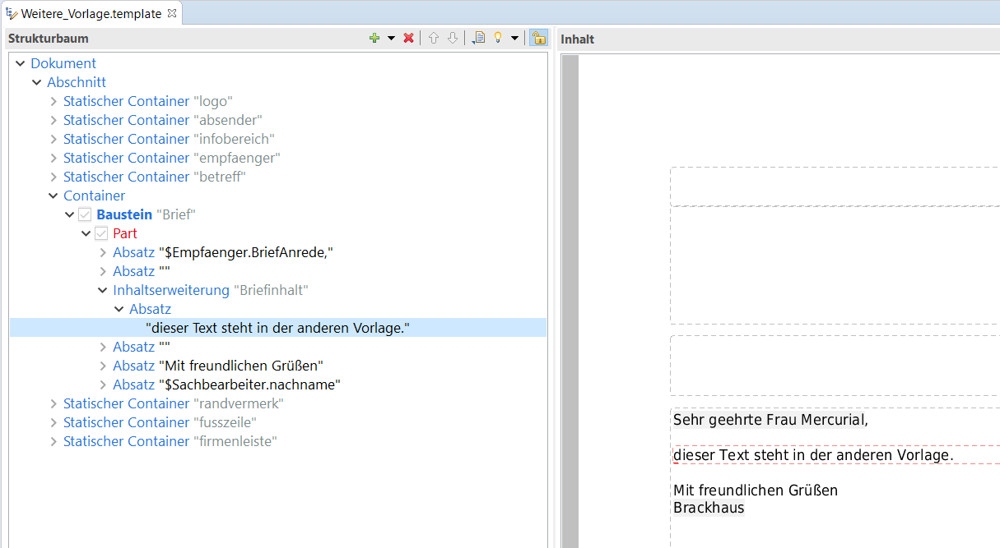 Weitere_Vorlage.template
Strukturbaum
Dokument
Abschnitt
Statischer Container "logo"
Statischer Container "absender"
Statischer Container "infobereich"
Statischer Container "empfaenger"
Statischer Container "betreff"
Container
Baustein "Brief"
Part
Absatz "$Empfaenger.BriefAnrede,"
Absatz ""
Inhaltserweiterung "Briefinhalt"
Absatz
"dieser Text steht in der anderen Vorlage."
Absatz ""
Absatz "Mit freundlichen Grüßen"
Absatz "$Sachbearbeiter.nachname"
Statischer Container "randvermerk"
Statischer Container "fusszeile"
Statischer Container "firmenleiste"
Inhalt
Sehr geehrte Frau Mercurial,
dieser Text steht in der anderen Vorlage.
Mit freundlichen Grüßen
Brackhaus